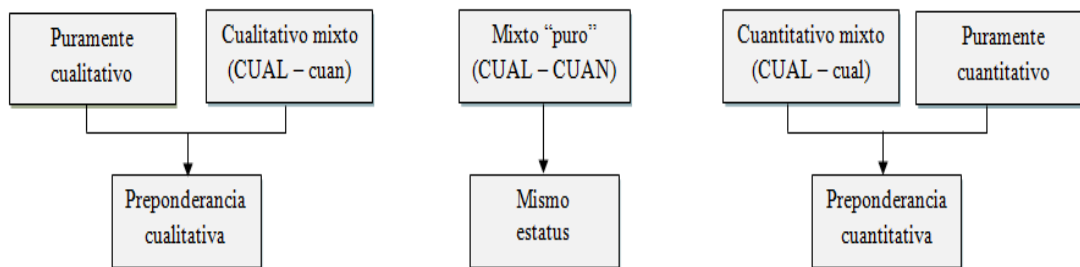 Puramente
cualitativo
Cualitativo mixto
(CUAL – cuan)
Mixto “puro”
(CUAL – CUAN)
Cuantitativo mixto
(CUAL – cual)
Puramente
cuantitativo
Preponderancia
cualitativa
Mismo
estatus
Preponderancia
cuantitativa